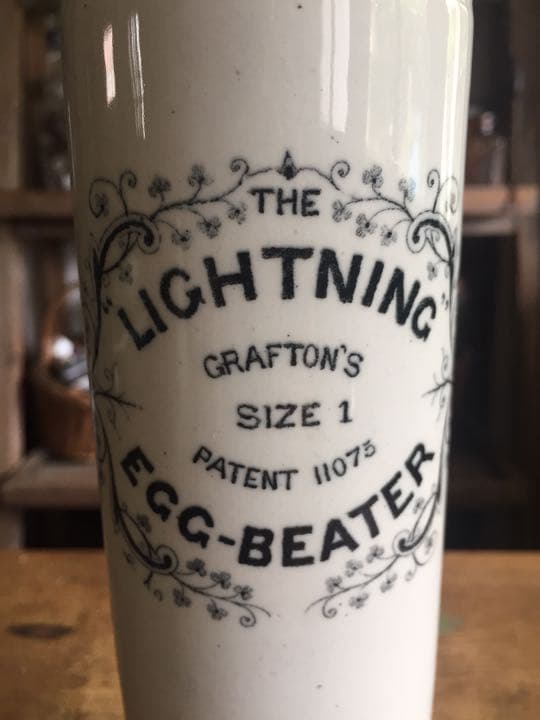 THE
"LIGHTNING"
GRAFTON'S
SIZE 1
PATENT 11075
EGG-BEATER